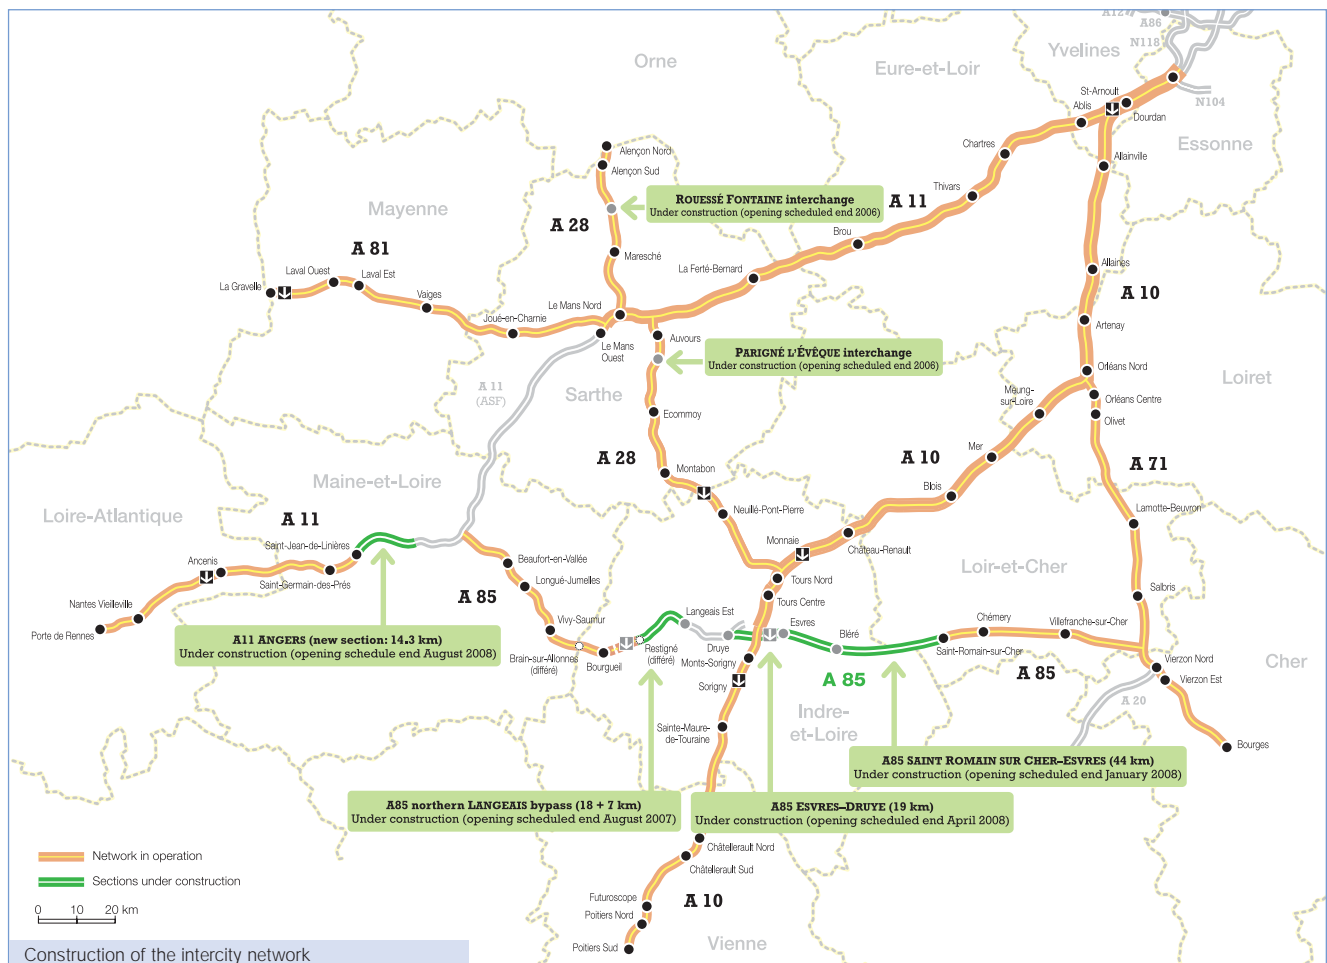 A12
A86
N118
Yvelines
Orne
Eure-et-Loir
St-Arnoult
Ablis
Dourdan
N104
Essonne
Alençon Nord
Alençon Sud
Chartres
Allainville
ROUESSÉ FONTAINE interchange
Under construction (opening scheduled end 2006)
A 11
Thivars
Mayenne
A 28
Brou
A 81
Maresché
La Ferté-Bernard
Allaines
Laval Ouest
Laval Est
La Gravelle
Vaiges
A 10
Le Mans Nord
Joué-en-Charnie
Artenay
Auvours
Le Mans
Ouest
PARIGNÉ L'ÉVÊQUE interchange
Under construction (opening scheduled end 2006)
Orléans Nord
Loiret
A 11
(ASF)
Sarthe
Meung-
sur-Loire
Orléans Centre
Olivet
Ecommoy
Mer
A 28
A 10
A 71
Montabon
Maine-et-Loire
Blois
Loire-Atlantique
A 11
Neuillé-Pont-Pierre
Lamotte-Beuvron
Saint-Jean-de-Linières
Monnaie
Château-Renault
Ancenis
Beaufort-en-Vallée
Loir-et-Cher
Saint-Germain-des-Prés
Tours Nord
Longué-Jumelles
Salbris
A 85
Tours Centre
Nantes Vieilleville
Langeais Est
Chémery
Vivy-Saumur
Esvres
Villefranche-sur-Cher
Porte de Rennes
A11 ANGERS (new section: 14.3 km)
Under construction (opening schedule end August 2008)
Bléré
Restigné
(différé)
Druye
Brain-sur-Allonnes
(différé)
Bourgueil
Monts-Sorigny
Saint-Romain-sur-Cher
Vierzon Nord
Cher
A 85
A 85
Sorigny
Vierzon Est
A 20
Indre-
et-Loire
Sainte-Maure-
de-Touraine
Bourges
A85 SAINT ROMAIN SUR CHER–ESVRES (44 km)
Under construction (opening scheduled end January 2008)
A85 northern LANGEAIS bypass (18 + 7 km)
Under construction (opening scheduled end August 2007)
A85 ESVRES–DRUYE (19 km)
Under construction (opening scheduled end April 2008)
Châtellerault Nord
Network in operation
Châtellerault Sud
Sections under construction
Futuroscope
A 10
0 10 20 km
Poitiers Nord
Poitiers Sud
Vienne
Construction of the intercity network